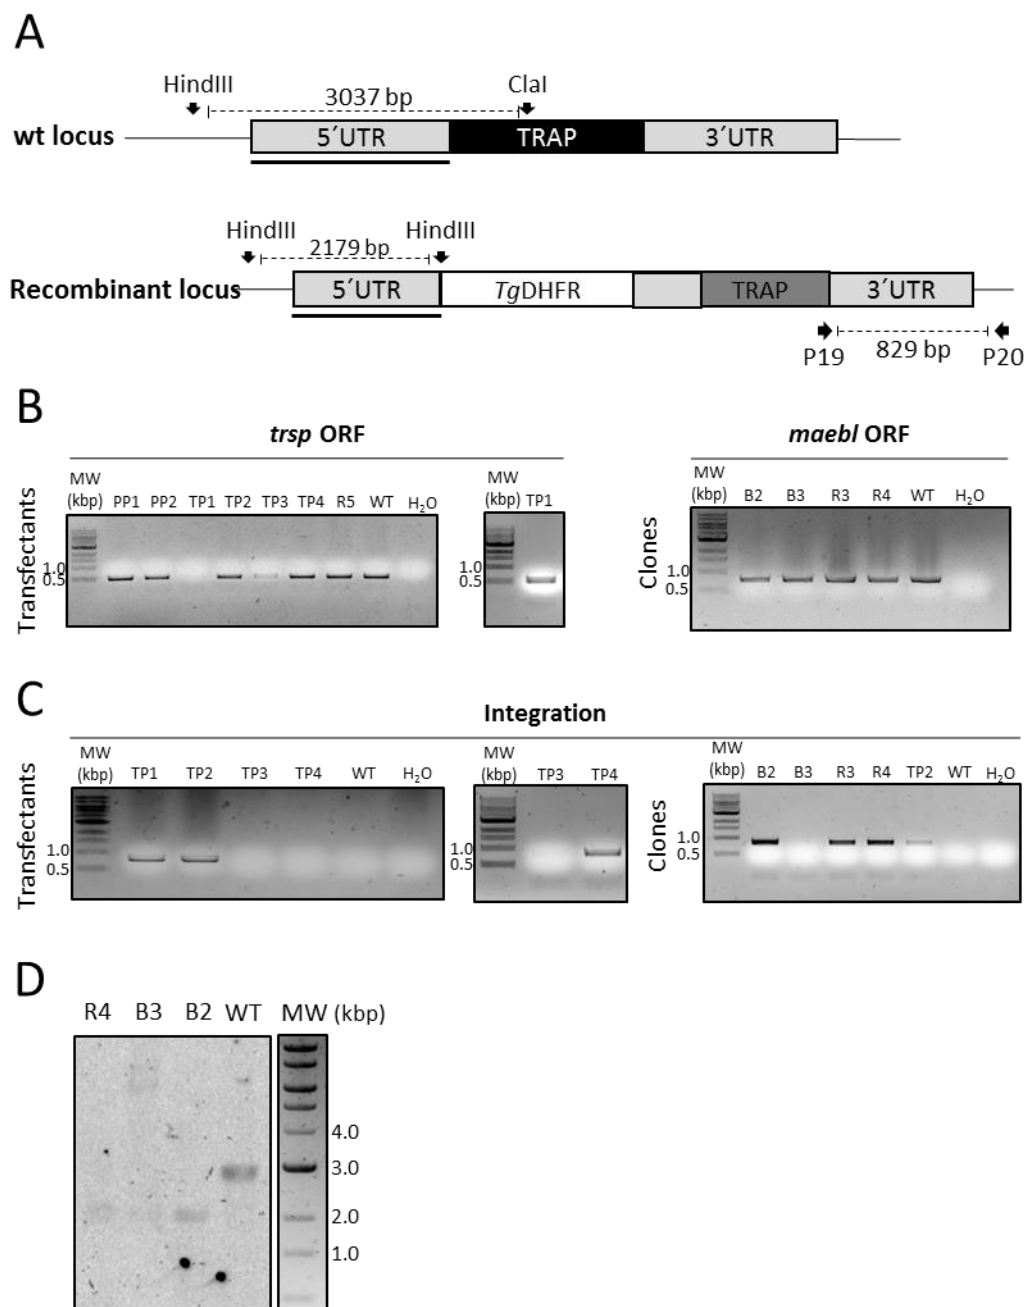 A
HindIII ClaI
3037 bp
wt locus 5´UTR TRAP 3´UTR
HindIII HindIII
2179 bp
Recombinant locus 5´UTR TgDHFR TRAP 3´UTR
P19 829 bp P20
B
trsp ORF maebl ORF
Transfectants
MW (kbp) PP1 PP2 TP1 TP2 TP3 TP4 R5 WT H₂O
1.0
0.5
MW (kbp) TP1
1.0
0.5
Clones
MW (kbp) B2 B3 R3 R4 WT H₂O
1.0
0.5
C
Integration
Transfectants
MW (kbp) TP1 TP2 TP3 TP4 WT H₂O
1.0
0.5
MW (kbp) TP3 TP4
1.0
0.5
Clones
MW (kbp) B2 B3 R3 R4 TP2 WT H₂O
1.0
0.5
D
R4 B3 B2 WT MW (kbp)
4.0
3.0
2.0
1.0